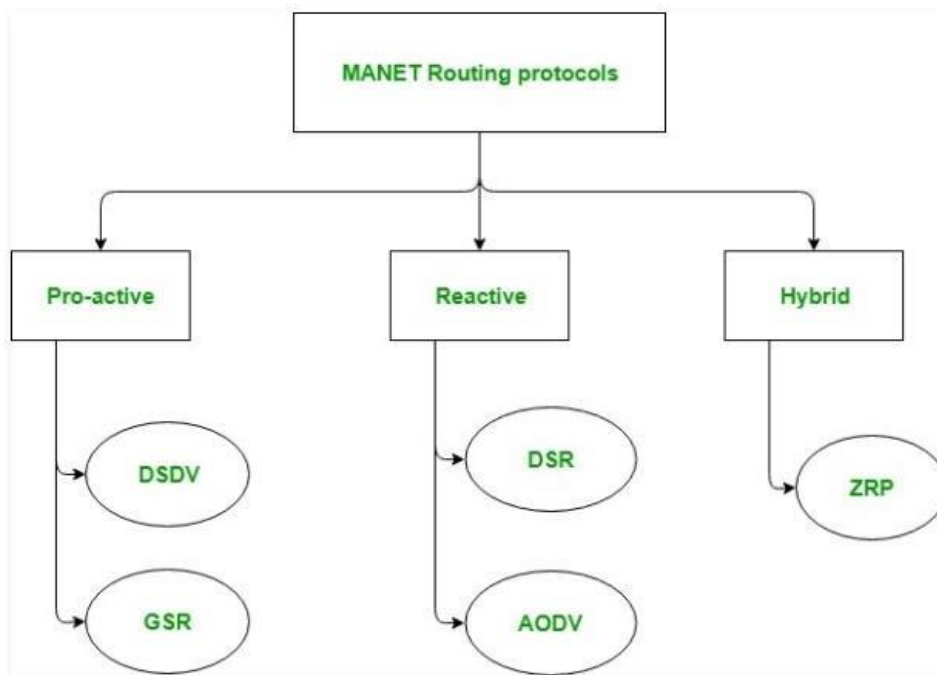 MANET Routing protocols
Pro-active
Reactive
Hybrid
DSDV
DSR
ZRP
GSR
AODV